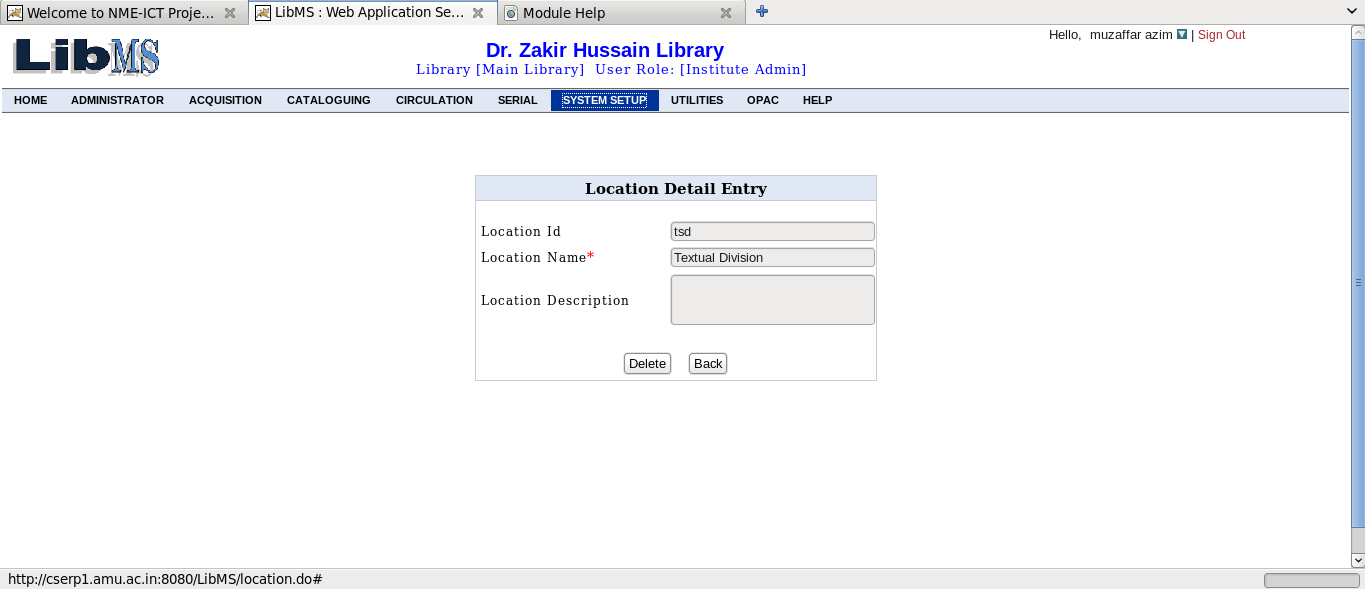 Welcome to NME-ICT Proje... LibMS : Web Application Se... Module Help
LibMS
Hello, muzaffar azim | Sign Out
Dr. Zakir Hussain Library
Library [Main Library] User Role: [Institute Admin]
HOME ADMINISTRATOR ACQUISITION CATALOGUING CIRCULATION SERIAL SYSTEM SETUP UTILITIES OPAC HELP
Location Detail Entry
Location Id tsd
Location Name* Textual Division
Location Description
Delete Back
http://cserp1.amu.ac.in:8080/LibMS/location.do#